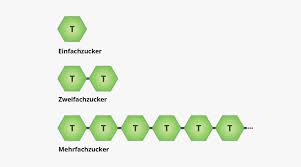 T
Einfachzucker
T T
Zweifachzucker
T T T T T T ...
Mehrfachzucker